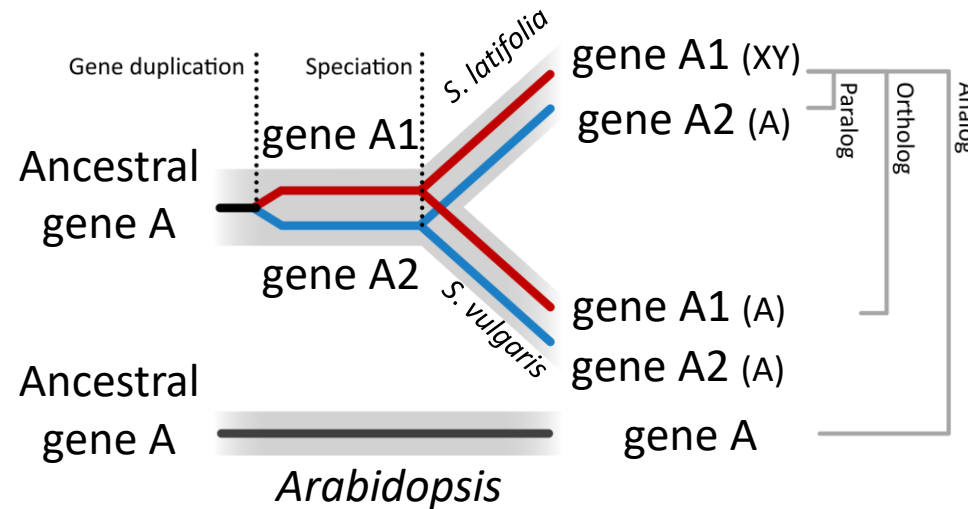 Gene duplication
Speciation
S. latifolia
gene A1 (XY)
gene A2 (A)
gene A1
Ancestral
gene A
gene A2
S. vulgaris
gene A1 (A)
gene A2 (A)
Paralog
Ortholog
Analog
Ancestral
gene A
gene A
Arabidopsis